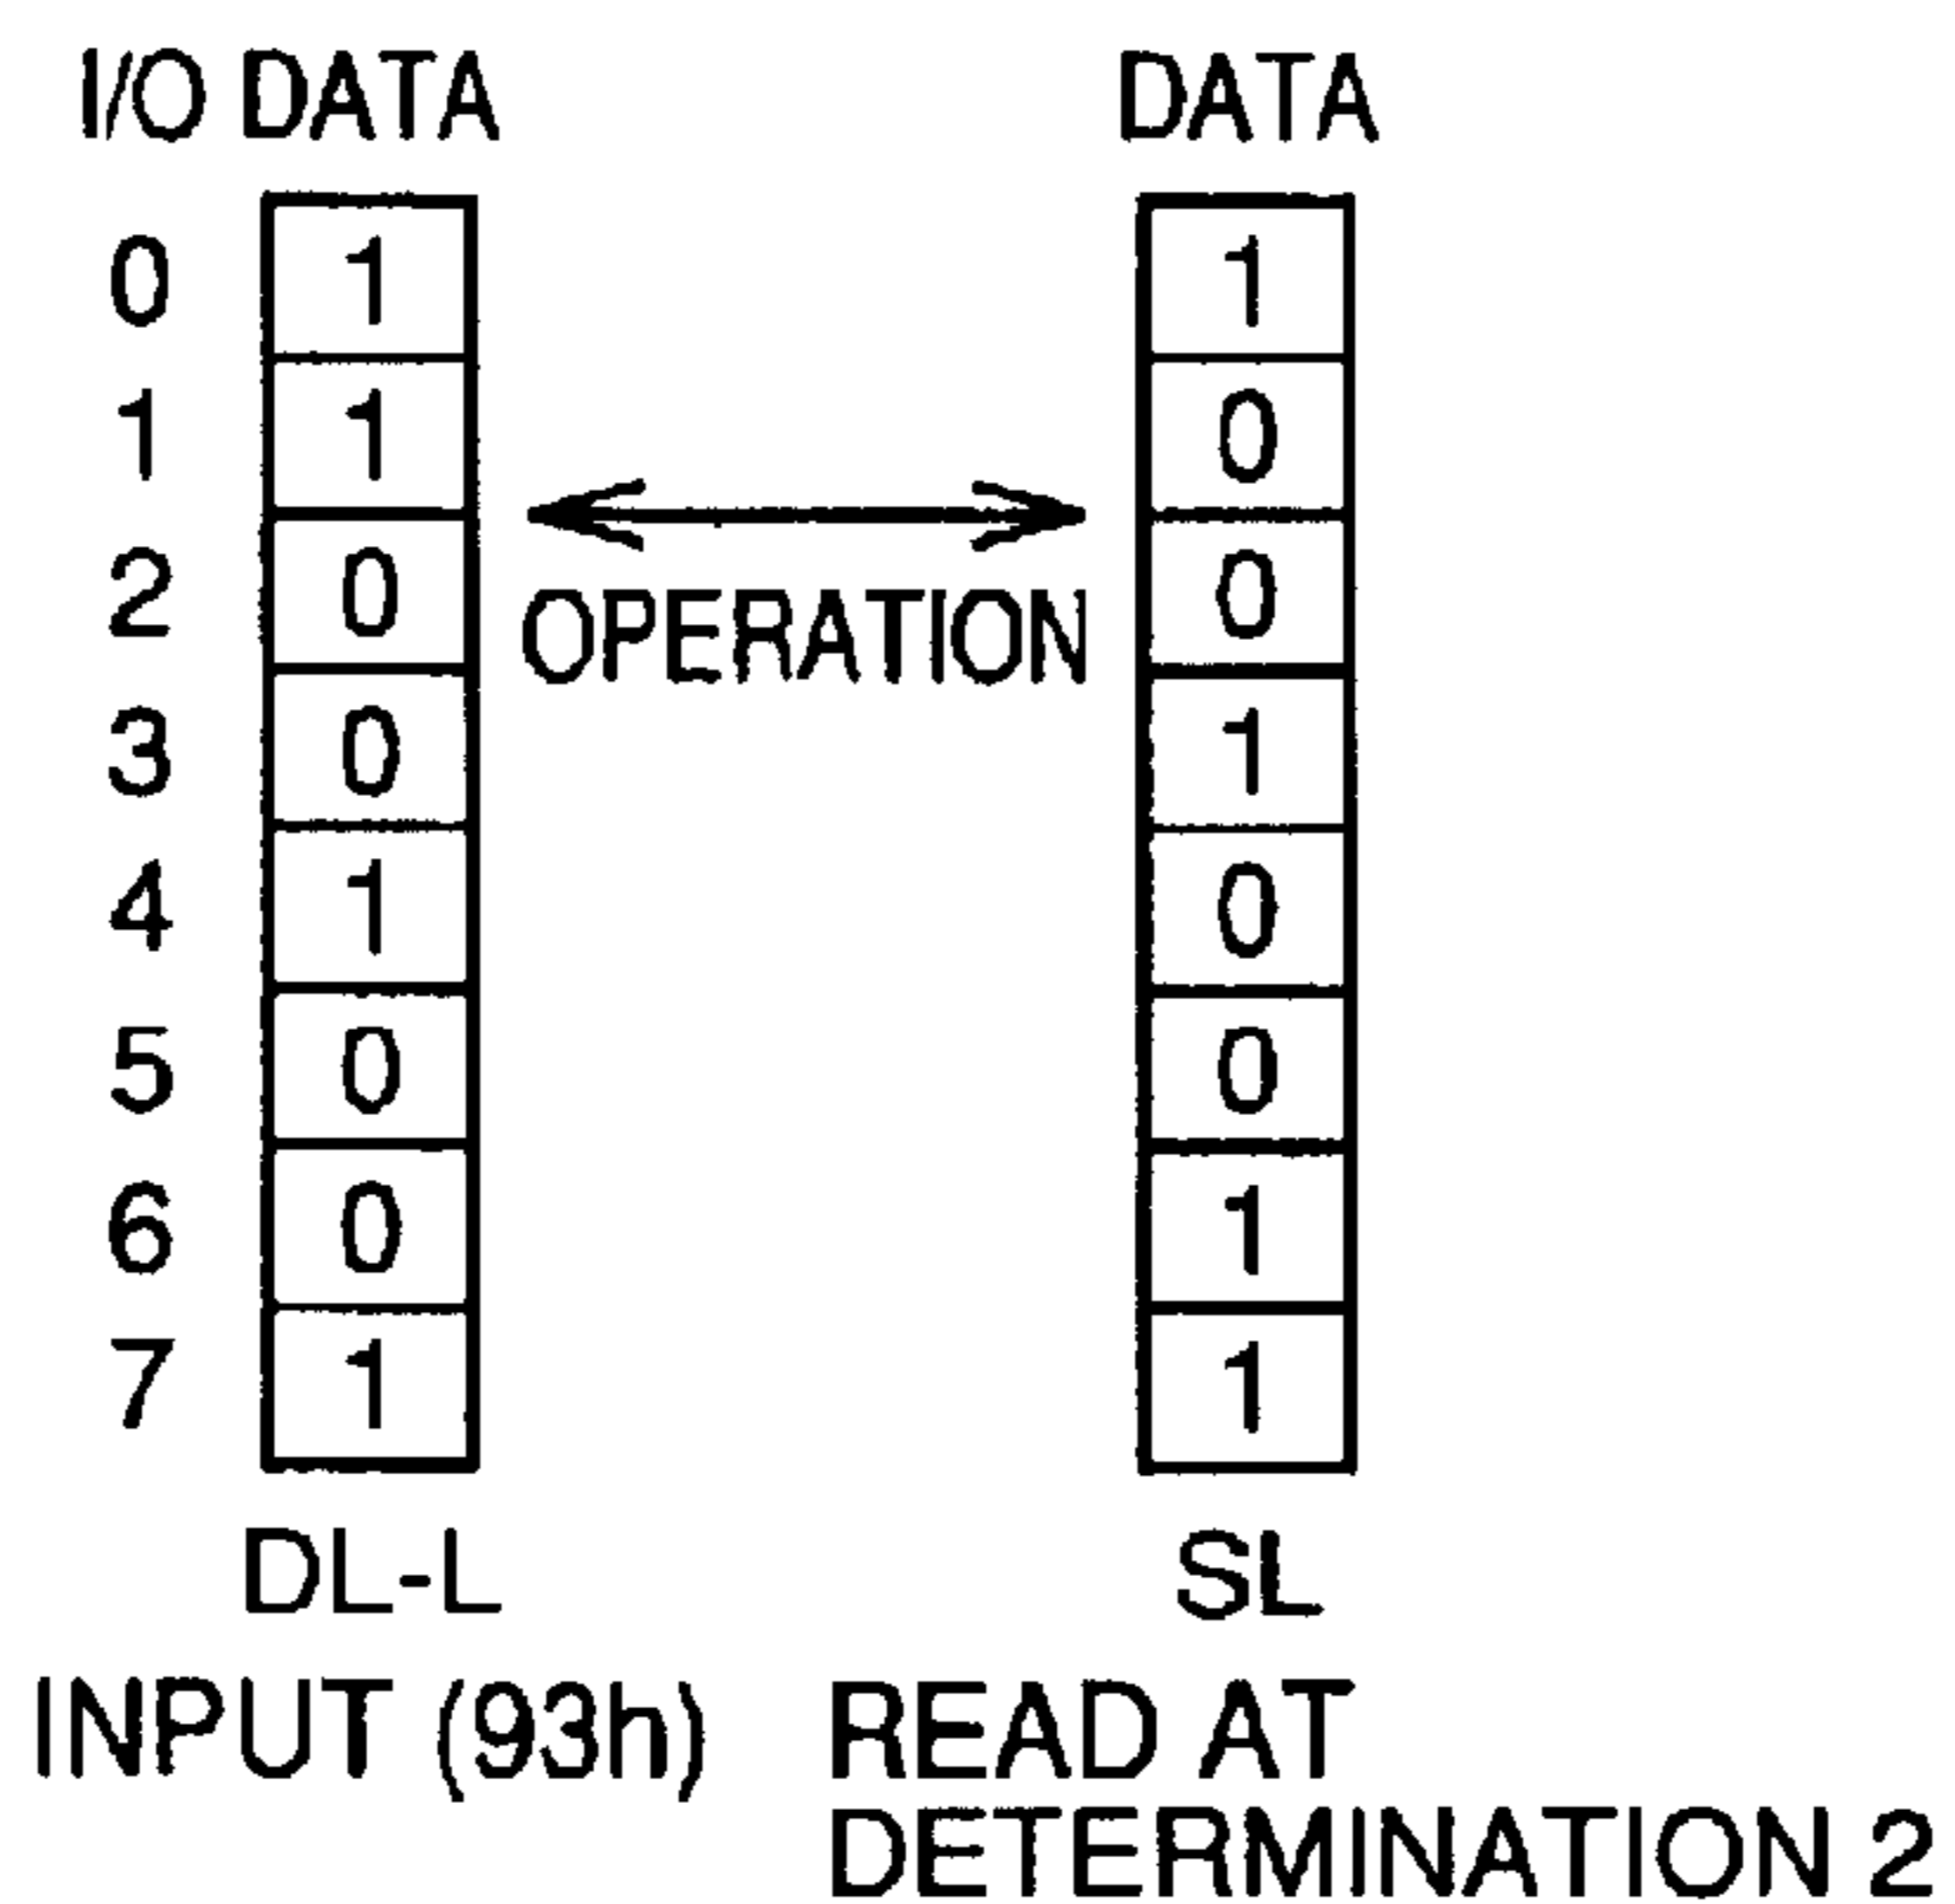 I/O DATA DATA
0 1 1
1 1 0
2 0 0
OPERATION
3 0 1
4 1 0
5 0 0
6 0 1
7 1 1
DL-L SL
INPUT (93h) READ AT
DETERMINATION 2